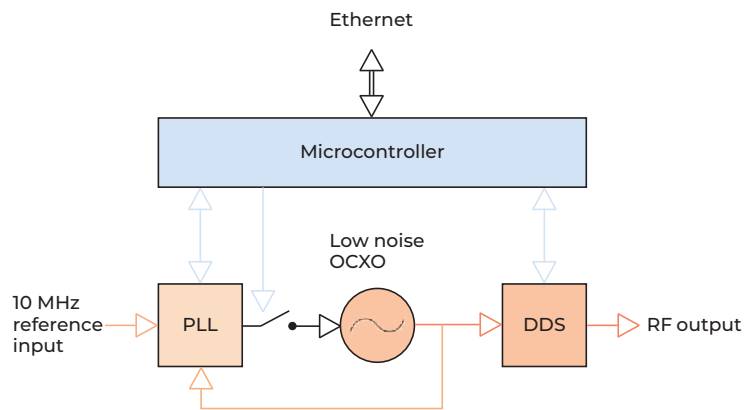 Ethernet
Microcontroller
Low noise
OCXO
10 MHz
reference
input
PLL
DDS
RF output